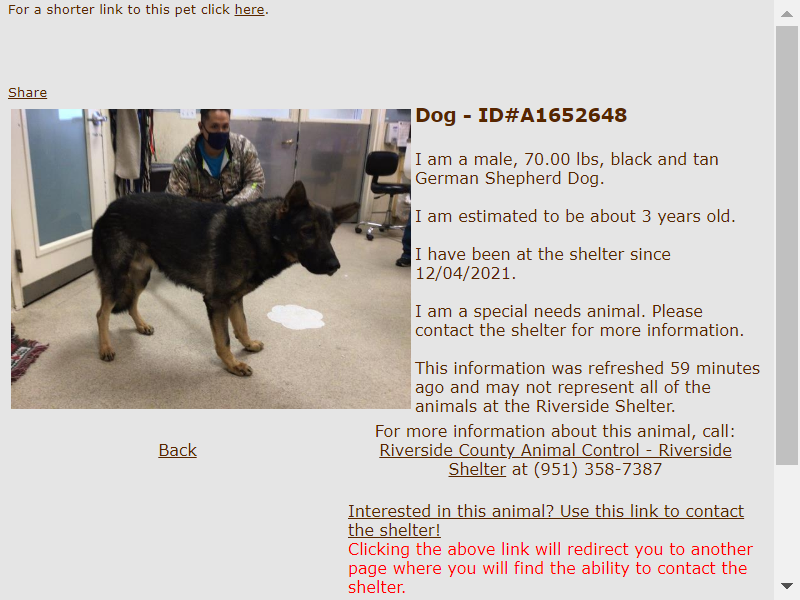 For a shorter link to this pet click here.
Share
Dog - ID#A1652648
I am a male, 70.00 lbs, black and tan
German Shepherd Dog.
I am estimated to be about 3 years old.
I have been at the shelter since
12/04/2021.
I am a special needs animal. Please
contact the shelter for more information.
This information was refreshed 59 minutes
ago and may not represent all of the
animals at the Riverside Shelter.
Back
For more information about this animal, call:
Riverside County Animal Control - Riverside
Shelter at (951) 358-7387
Interested in this animal? Use this link to contact
the shelter!
Clicking the above link will redirect you to another
page where you will find the ability to contact the
shelter.